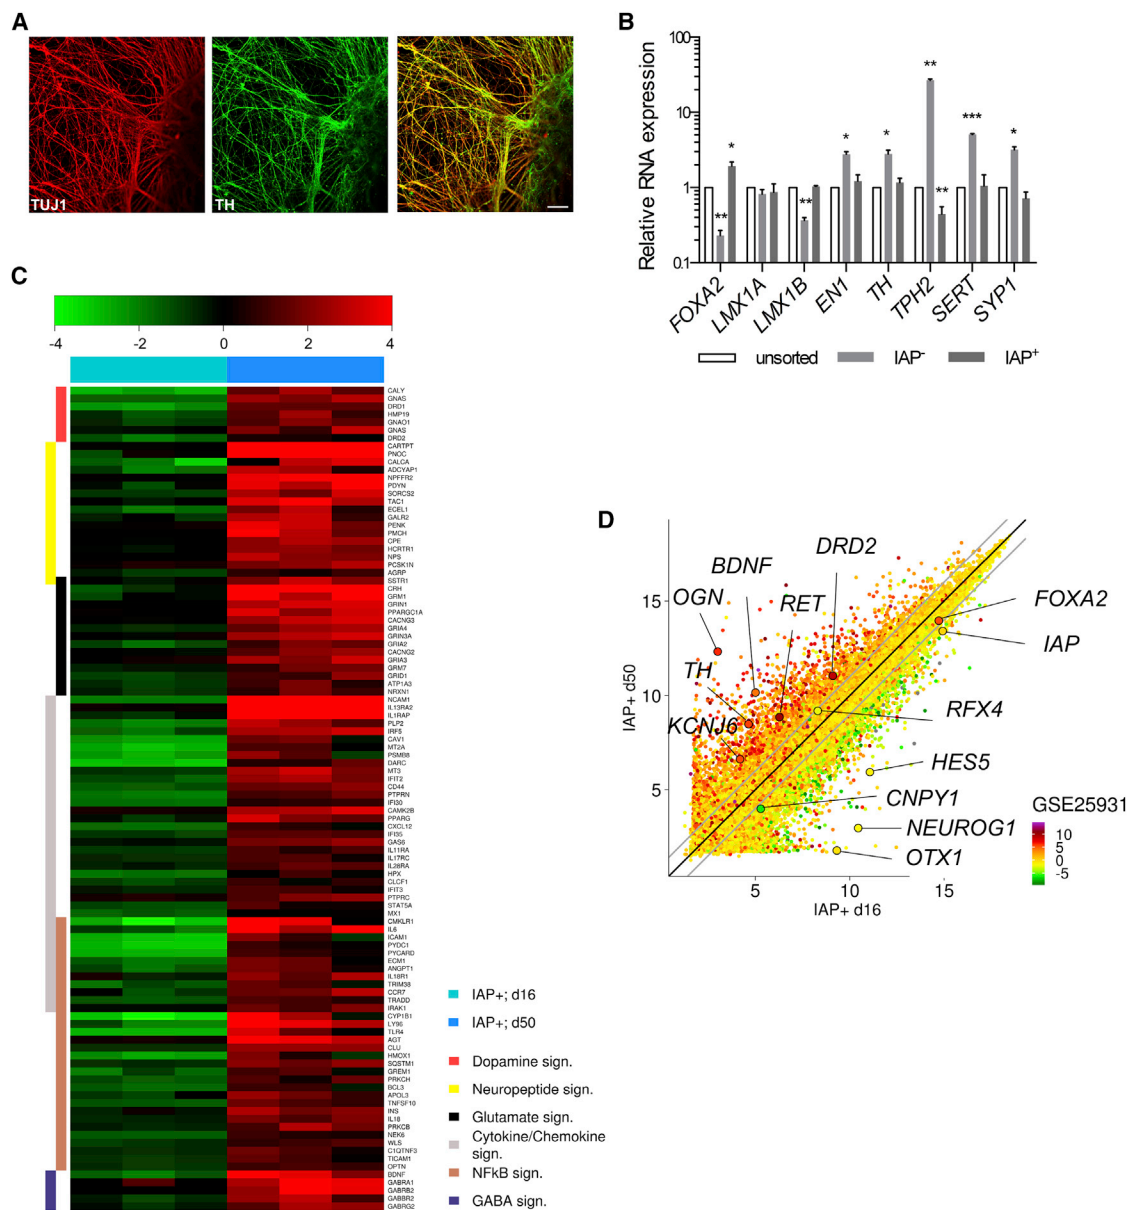 A
TUJ1
TH
B
Relative RNA expression
100
10
1
0.1
**
*
**
*
*
**
**
***
*
FOXA2
LMX1A
LMX1B
EN1
TH
TPH2
SERT
SYP1
unsorted
IAP-
IAP+
C
-4
-2
0
2
4
CALY
GNAS
DRD1
HMP19
GNAO1
GNAS
DRD2
CARTPT
PNOC
CALCA
ADCYAP1
NPFFR2
PDYN
SORCS2
TAC1
ECEL1
GALR2
PENK
PMCH
CPE
HCRTR1
NPS
PCSK1N
AGRP
SSTR1
CRH
GRM1
GRIN1
PPARGC1A
CACNG3
GRIA4
GRIN3A
GRIA2
CACNG2
GRIA3
GRM7
GRID1
ATP1A3
NRXN1
NCAM1
IL13RA2
IL1RAP
PLP2
IRF5
CAV1
MT2A
PSMB8
DARC
MT3
IFIT2
CD44
PTPRN
IFI30
CAMK2B
PPARG
CXCL12
IFI35
GAS6
IL11RA
IL17RC
IL28RA
HPX
CLCF1
IFIT3
PTPRC
STAT5A
MX1
CMKLR1
IL6
ICAM1
PYDC1
PYCARD
ECM1
ANGPT1
IL18R1
TRIM38
CCR7
TRADD
IRAK1
CYP1B1
LY96
TLR4
AGT
CLU
HMOX1
SQSTM1
GREM1
PRKCH
BCL3
APOL3
TNFSF10
INS
IL18
PRKCB
NEK6
WLS
C1QTNF3
TICAM1
OPTN
BDNF
GABRA1
GABRB2
GABBR2
GABRG2
IAP+; d16
IAP+; d50
Dopamine sign.
Neuropeptide sign.
Glutamate sign.
Cytokine/Chemokine
sign.
NFkB sign.
GABA sign.
D
IAP+ d50
15
10
5
5
10
15
IAP+ d16
OGN
BDNF
RET
DRD2
TH
KCNJ6
FOXA2
IAP
RFX4
HES5
CNPY1
NEUROG1
OTX1
GSE25931
10
5
0
-5